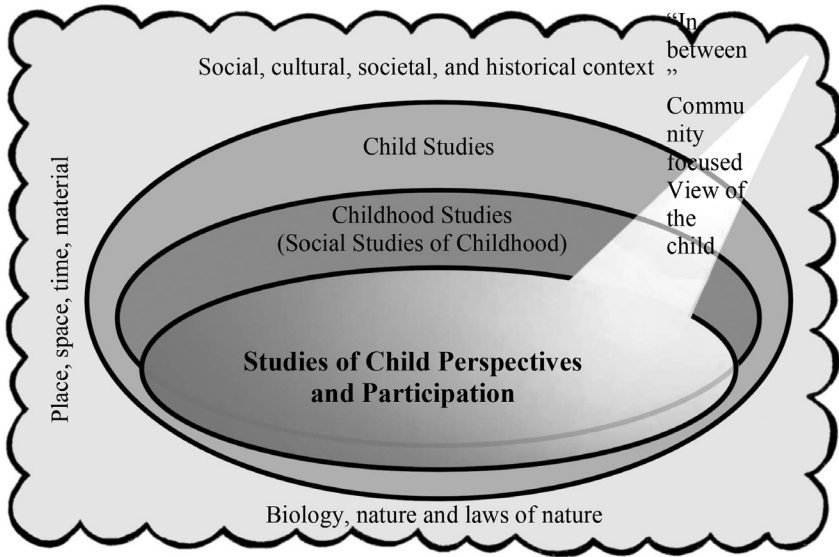 “In
between
”
Social, cultural, societal, and historical context
Commu
nity
focused
View of
the
child
Child Studies
Childhood Studies
(Social Studies of Childhood)
Place, space, time, material
Studies of Child Perspectives
and Participation
Biology, nature and laws of nature